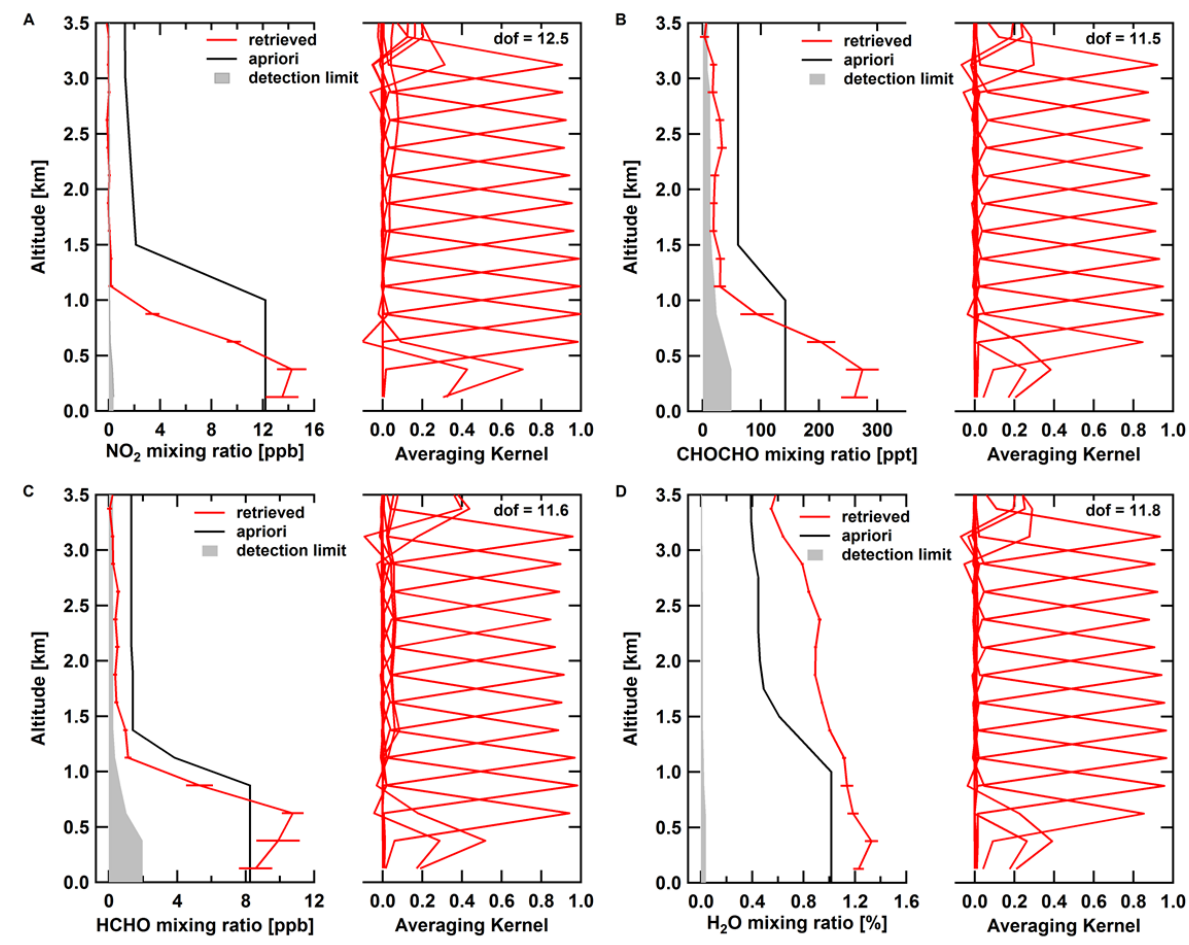 A
3.5
3.0
2.5
2.0
1.5
1.0
0.5
0.0
Altitude [km]
retrieved
apriori
detection limit
0
4
8
12
16
NO₂ mixing ratio [ppb]
dof = 12.5
0.0
0.2
0.4
0.6
0.8
1.0
Averaging Kernel
B
3.5
3.0
2.5
2.0
1.5
1.0
0.5
0.0
Altitude [km]
retrieved
apriori
detection limit
0
100
200
300
CHOCHO mixing ratio [ppt]
dof = 11.5
0.0
0.2
0.4
0.6
0.8
1.0
Averaging Kernel
C
3.5
3.0
2.5
2.0
1.5
1.0
0.5
0.0
Altitude [km]
retrieved
apriori
detection limit
0
4
8
12
HCHO mixing ratio [ppb]
dof = 11.6
0.0
0.2
0.4
0.6
0.8
1.0
Averaging Kernel
D
3.5
3.0
2.5
2.0
1.5
1.0
0.5
0.0
Altitude [km]
retrieved
apriori
detection limit
0.0
0.4
0.8
1.2
1.6
H₂O mixing ratio [%]
dof = 11.8
0.0
0.2
0.4
0.6
0.8
1.0
Averaging Kernel